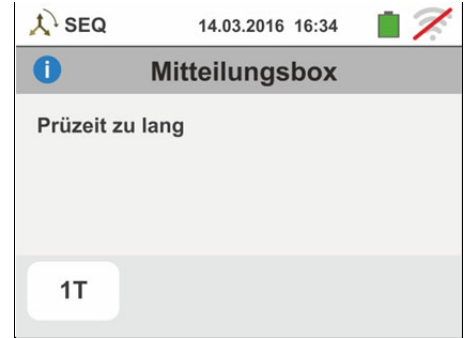 SEQ 14.03.2016 16:34
i Mitteilungsbox
Prüzeit zu lang
1T